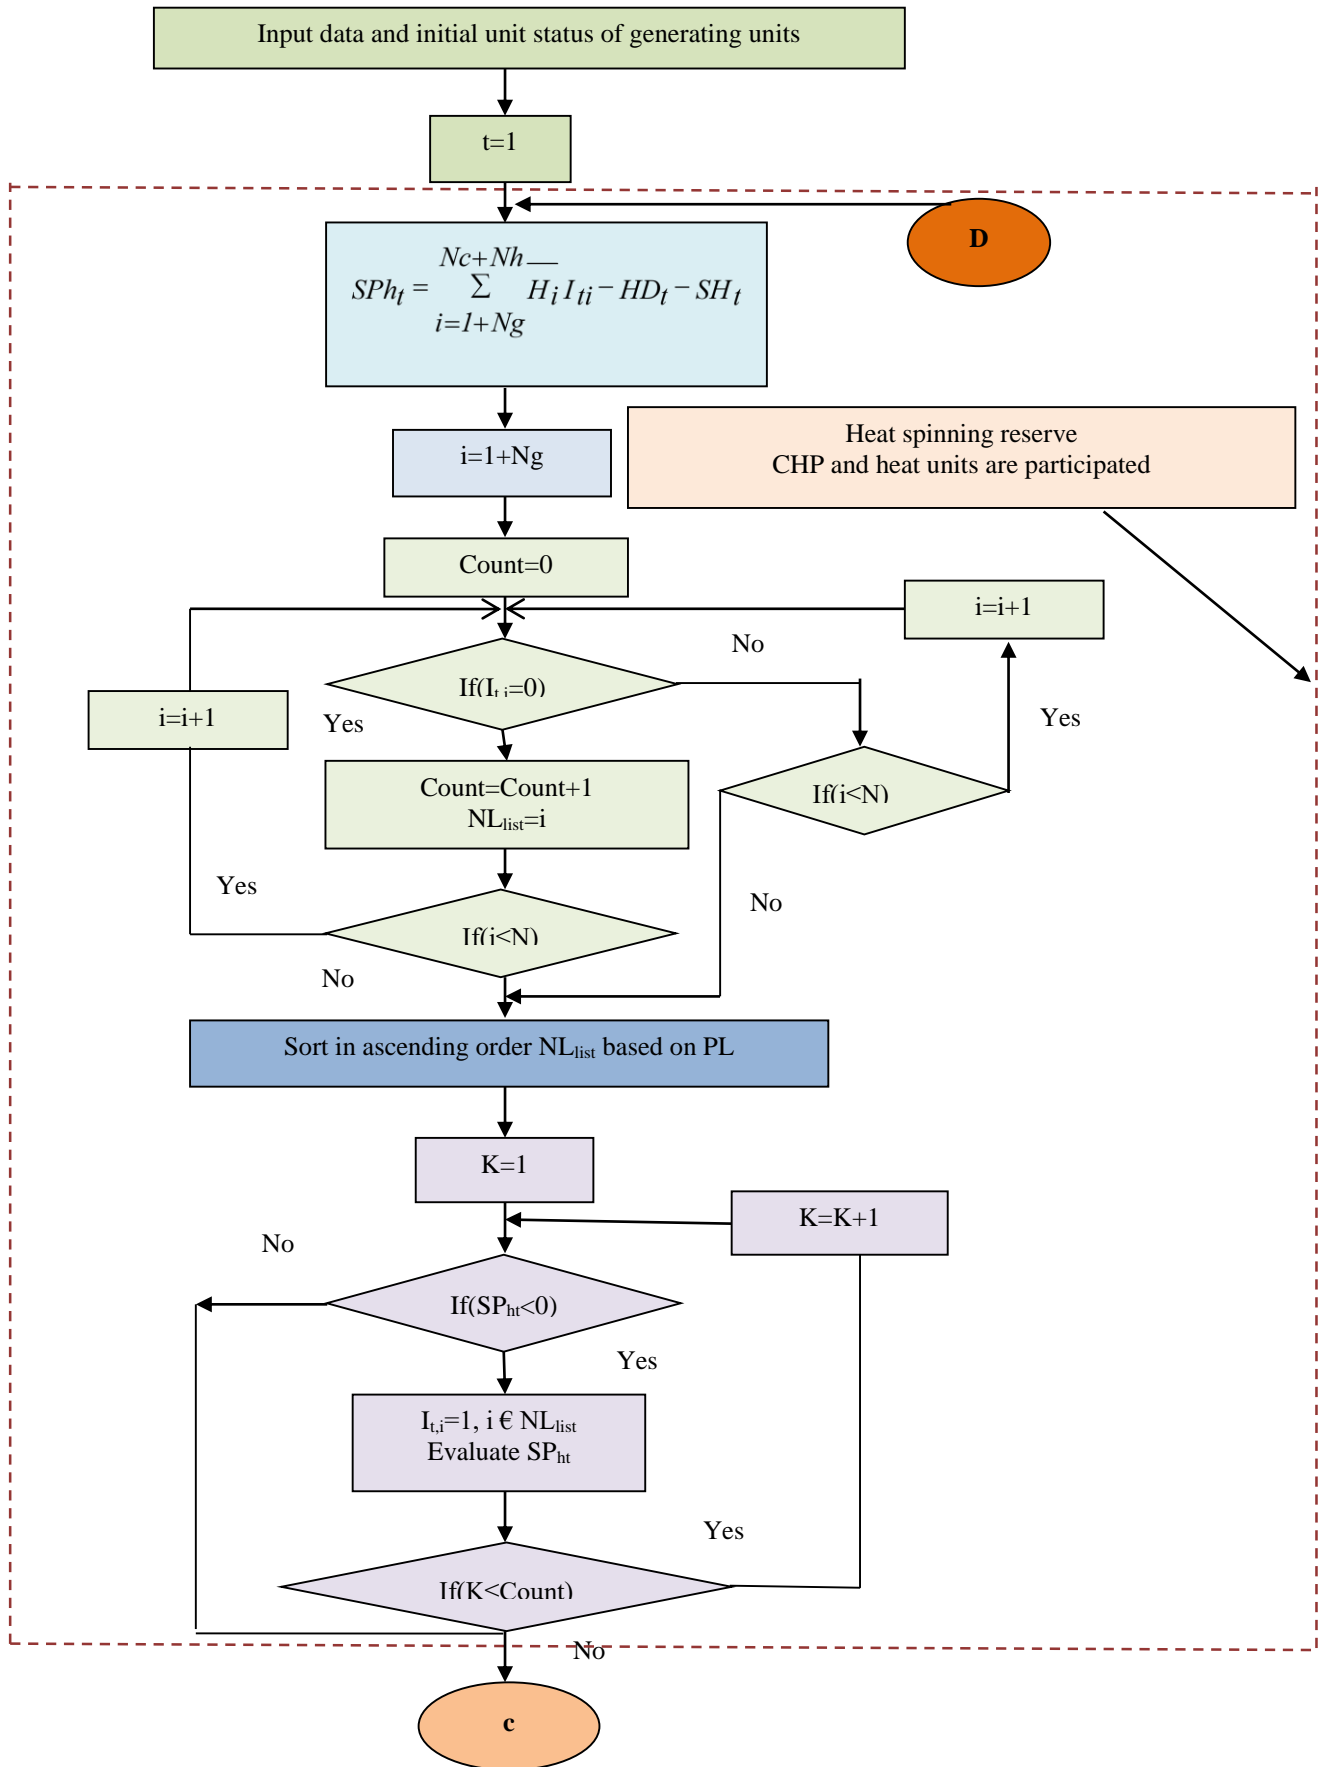 Input data and initial unit status of generating units
t=1
D
Nc+Nh
SPh_t = Σ H̅_i I_ti − HD_t − SH_t
i=1+Ng
Heat spinning reserve
CHP and heat units are participated
i=1+Ng
Count=0
i=i+1
No
If(I_t,i=0)
i=i+1
Yes
Yes
Count=Count+1
NL_list=i
If(i<N)
Yes
No
If(i<N)
No
Sort in ascending order NL_list based on PL
K=1
K=K+1
No
If(SP_ht<0)
Yes
I_t,i=1, i € NL_list
Evaluate SP_ht
Yes
If(K<Count)
No
c